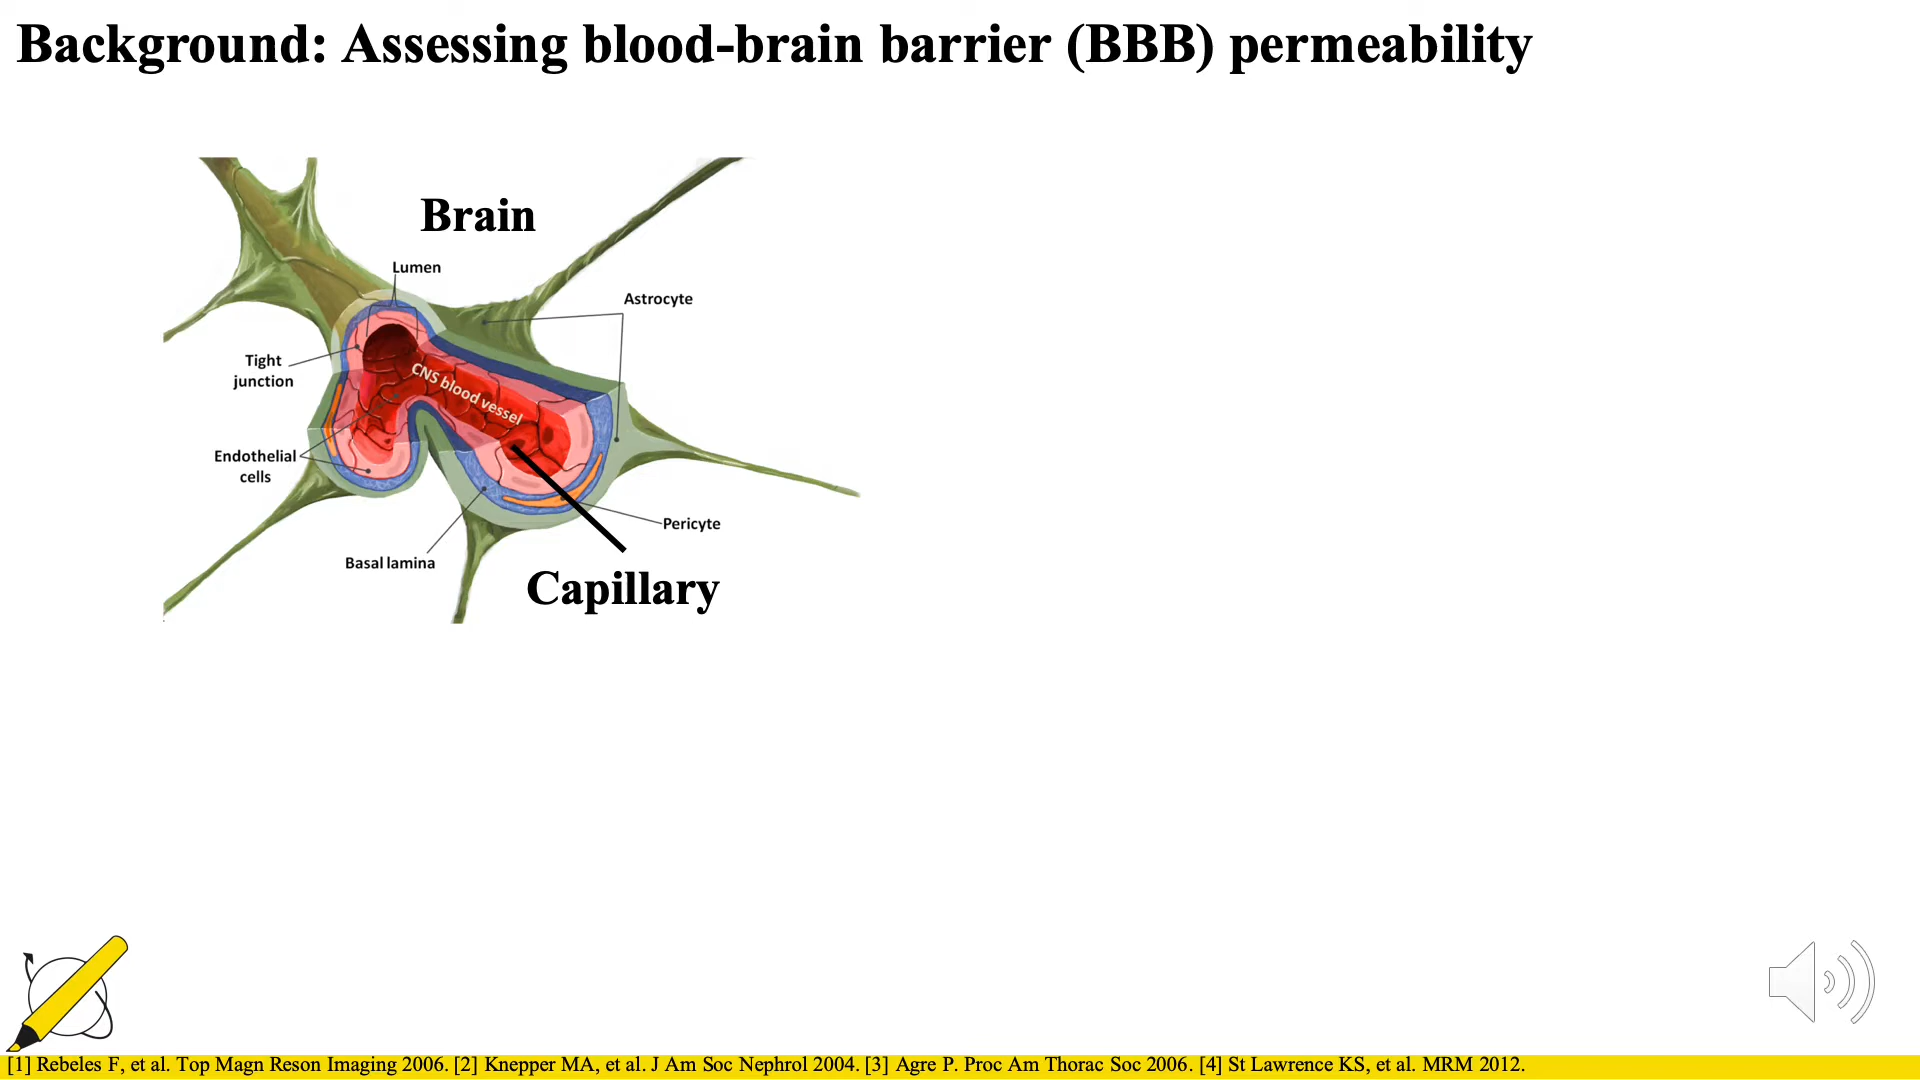 Background: Assessing blood-brain barrier (BBB) permeability
Brain
Lumen
Astrocyte
Tight
junction
CNS blood vessel
Endothelial
cells
Pericyte
Basal lamina
Capillary
[1] Rebeles F, et al. Top Magn Reson Imaging 2006. [2] Knepper MA, et al. J Am Soc Nephrol 2004. [3] Agre P. Proc Am Thorac Soc 2006. [4] St Lawrence KS, et al. MRM 2012.